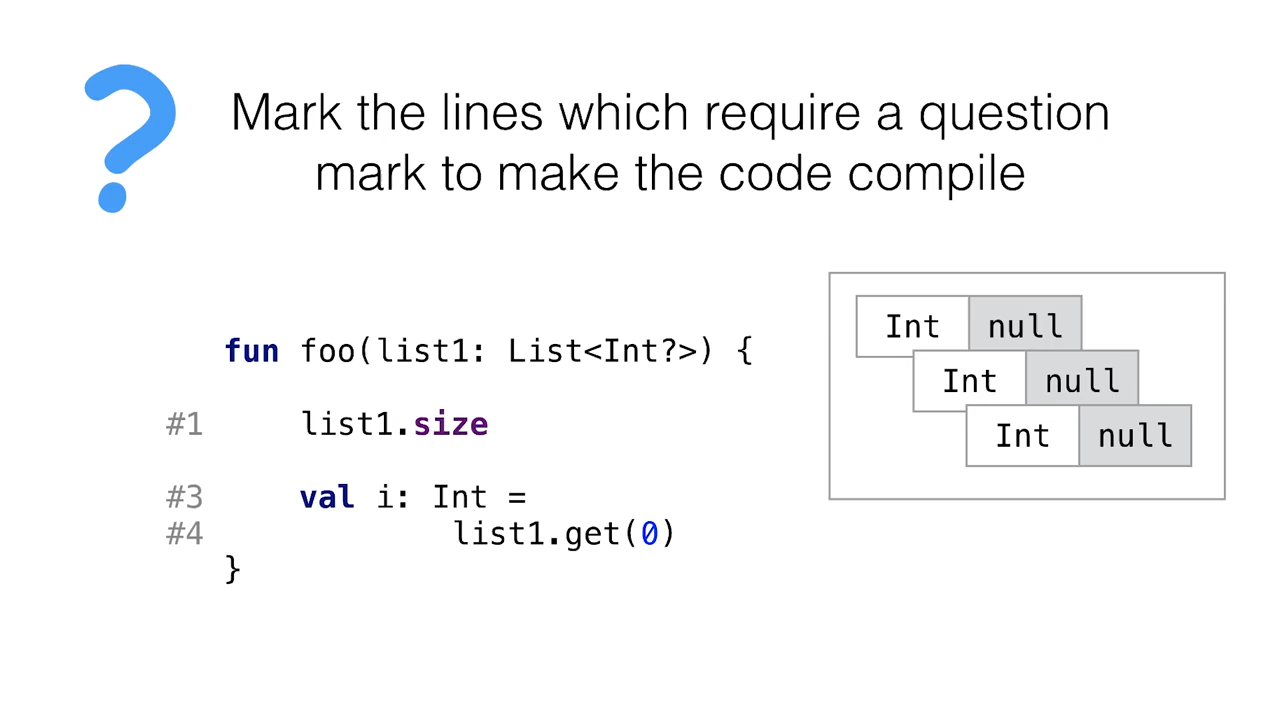 ?
Mark the lines which require a question
mark to make the code compile
fun foo(list1: List<Int?>) {
#1 list1.size
#3 val i: Int =
#4 list1.get(0)
}
Int null
Int null
Int null